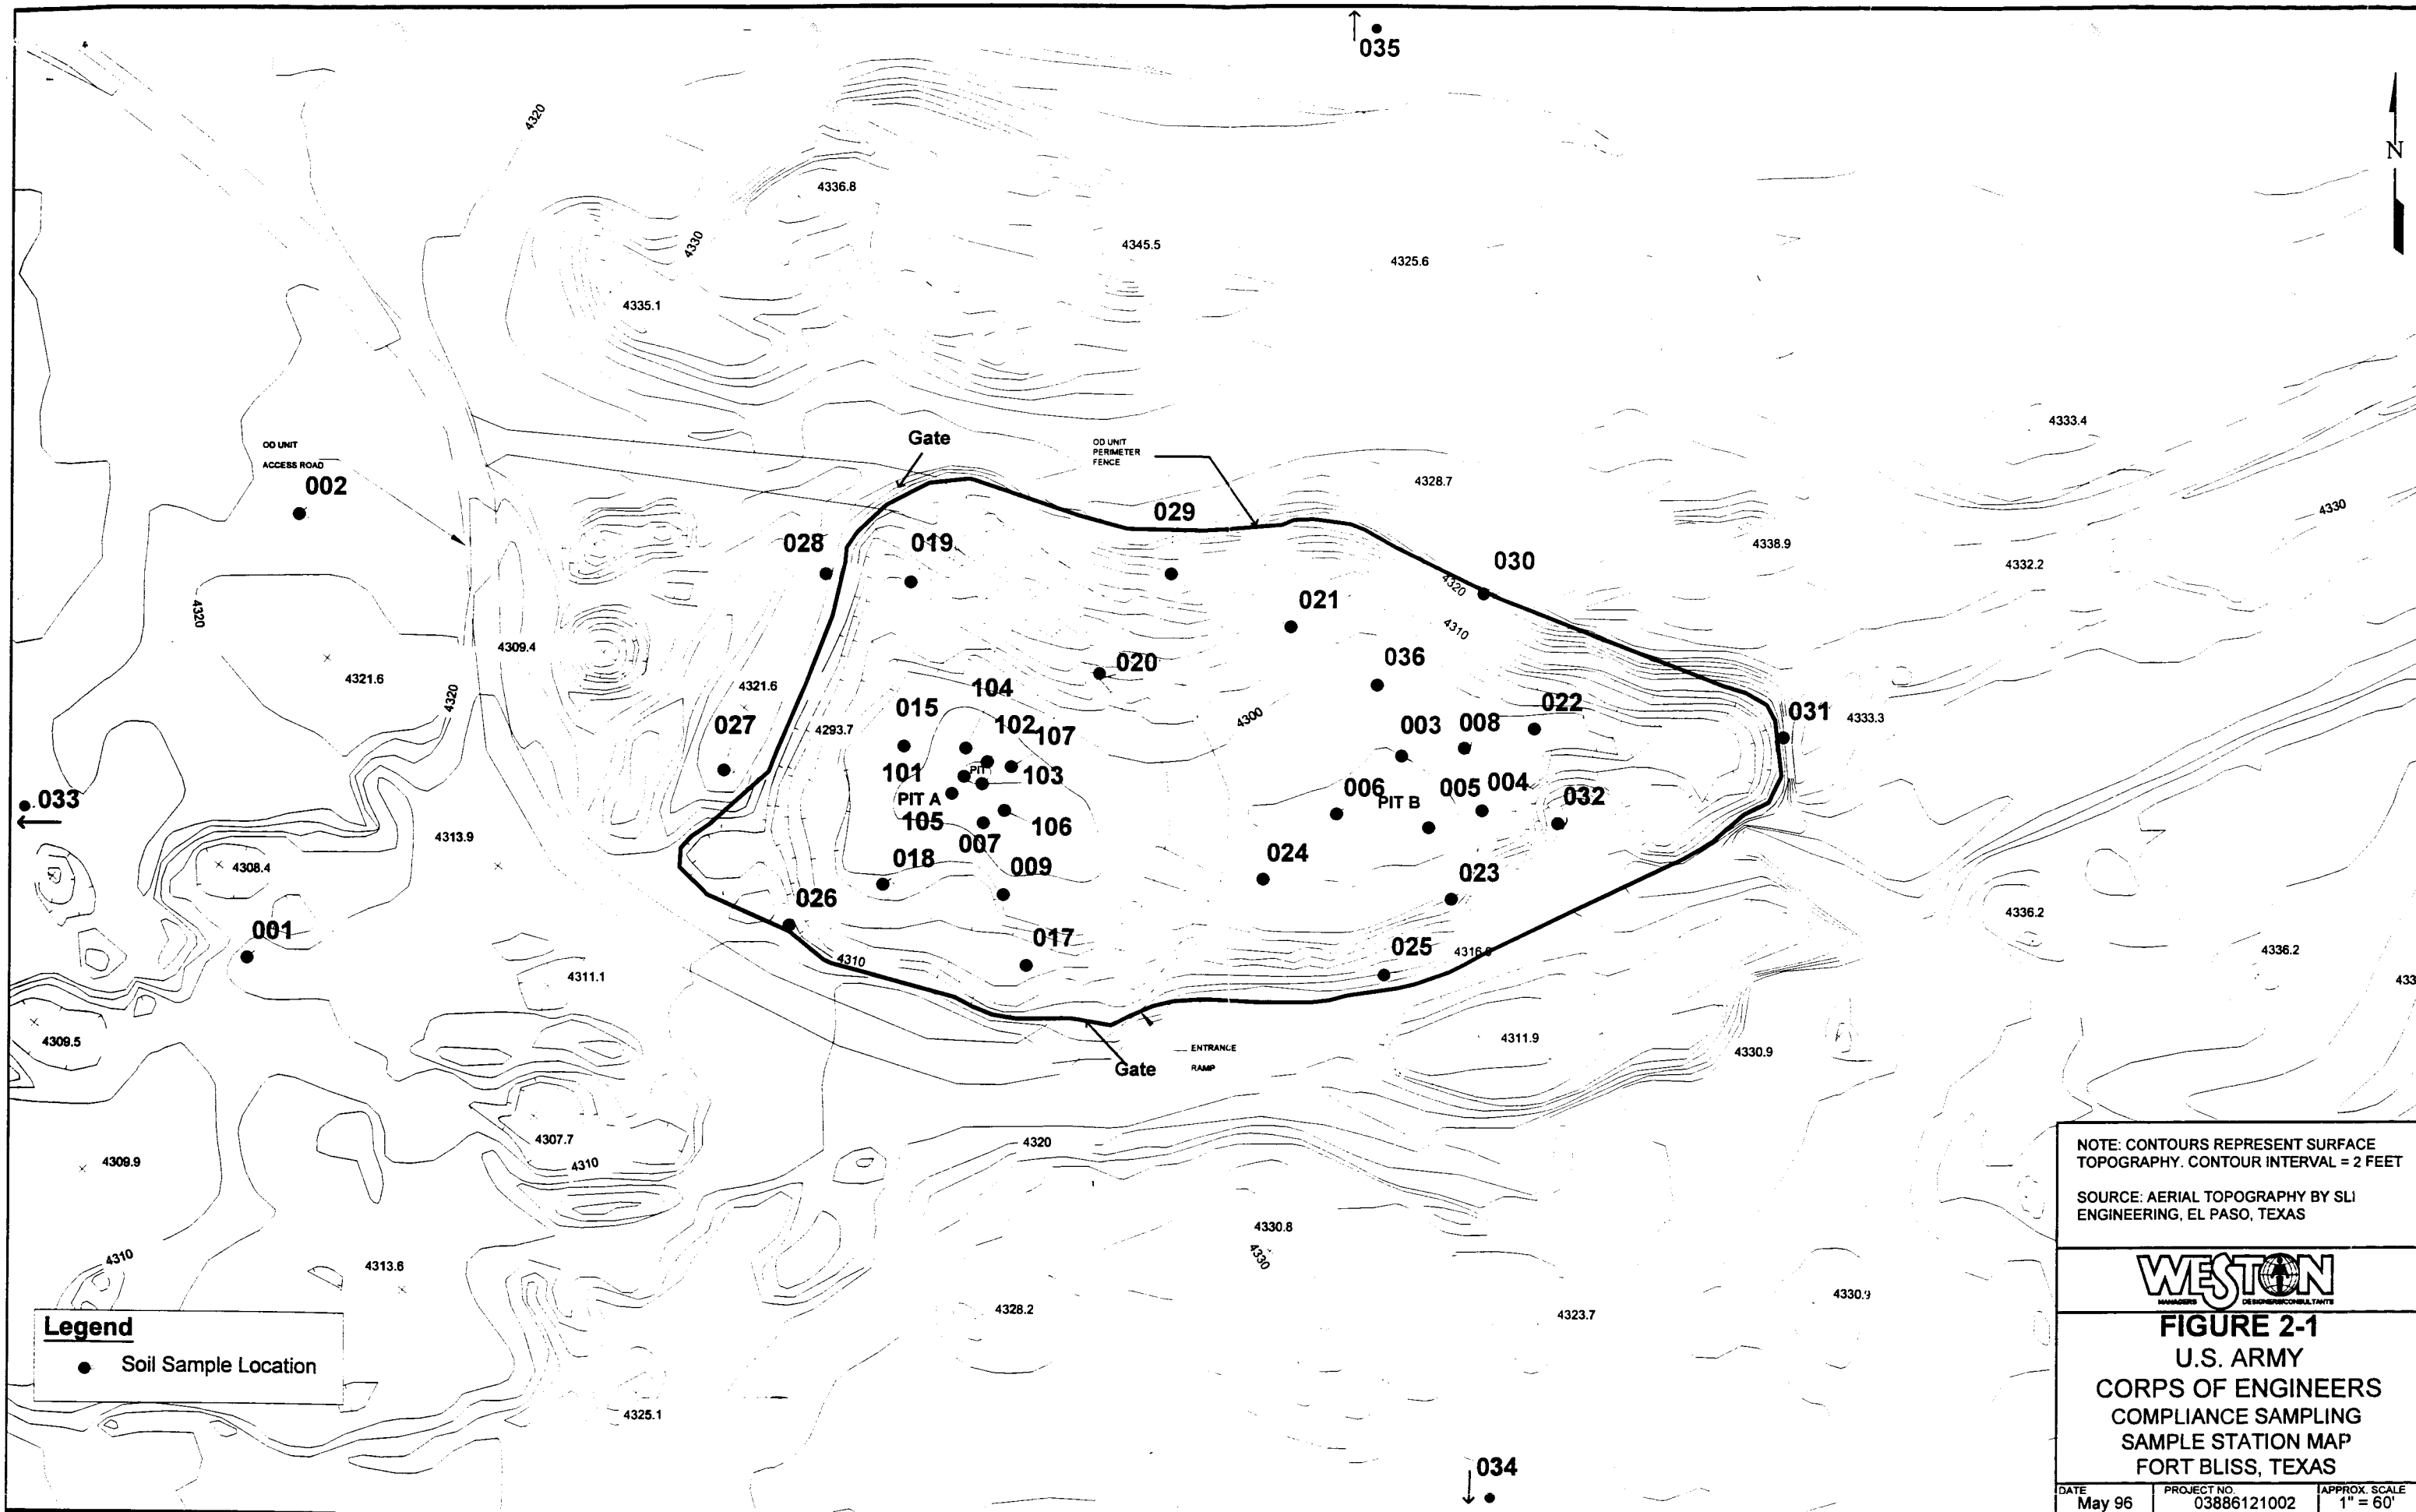 035
N
4320
4336.8
4330
4345.5
4325.6
4335.1
4333.4
Gate
OD UNIT
PERIMETER
FENCE
OD UNIT
ACCESS ROAD
002
4328.7
4330
029
028
019
4338.9
030
4332.2
4320
4320
021
4310
4309.4
4321.6
020
036
4321.6
104
4320
015
4300
022
031
4333.3
027
4293.7
102
107
003
008
101
PIT
103
033
PIT A
006
PIT B
005
004
032
105
106
4313.9
007
4308.4
018
009
024
023
026
4336.2
001
017
025
4316.9
4336.2
4310
4311.1
433
4309.5
4311.9
ENTRANCE
RAMP
Gate
4330.9
4307.7
4320
4309.9
4310
4330.8
4330
4310
4313.6
4328.2
4323.7
4330.9
4325.1
034
Legend
Soil Sample Location
NOTE: CONTOURS REPRESENT SURFACE
TOPOGRAPHY. CONTOUR INTERVAL = 2 FEET
SOURCE: AERIAL TOPOGRAPHY BY SLI
ENGINEERING, EL PASO, TEXAS
WESTON
MANAGERS DESIGNERS/CONSULTANTS
FIGURE 2-1
U.S. ARMY
CORPS OF ENGINEERS
COMPLIANCE SAMPLING
SAMPLE STATION MAP
FORT BLISS, TEXAS
DATE PROJECT NO. APPROX. SCALE
May 96 03886121002 1" = 60'